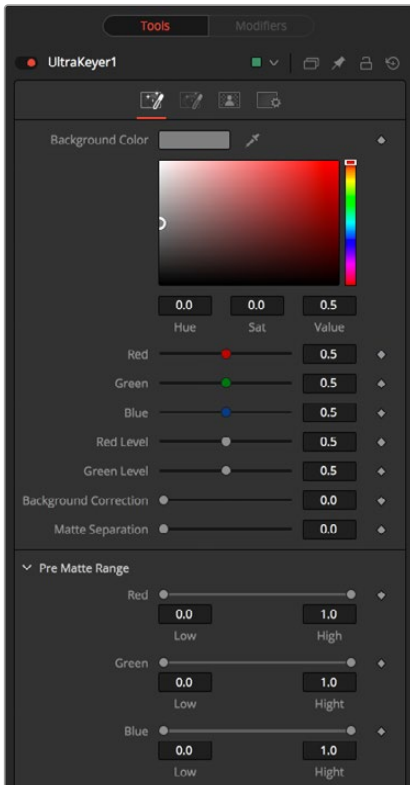 Tools Modifiers
UltraKeyer1
Background Color
0.0 0.0 0.5
Hue Sat Value
Red 0.5
Green 0.5
Blue 0.5
Red Level 0.5
Green Level 0.5
Background Correction 0.0
Matte Separation 0.0
Pre Matte Range
Red
0.0 1.0
Low High
Green
0.0 1.0
Low Hight
Blue
0.0 1.0
Low Hight